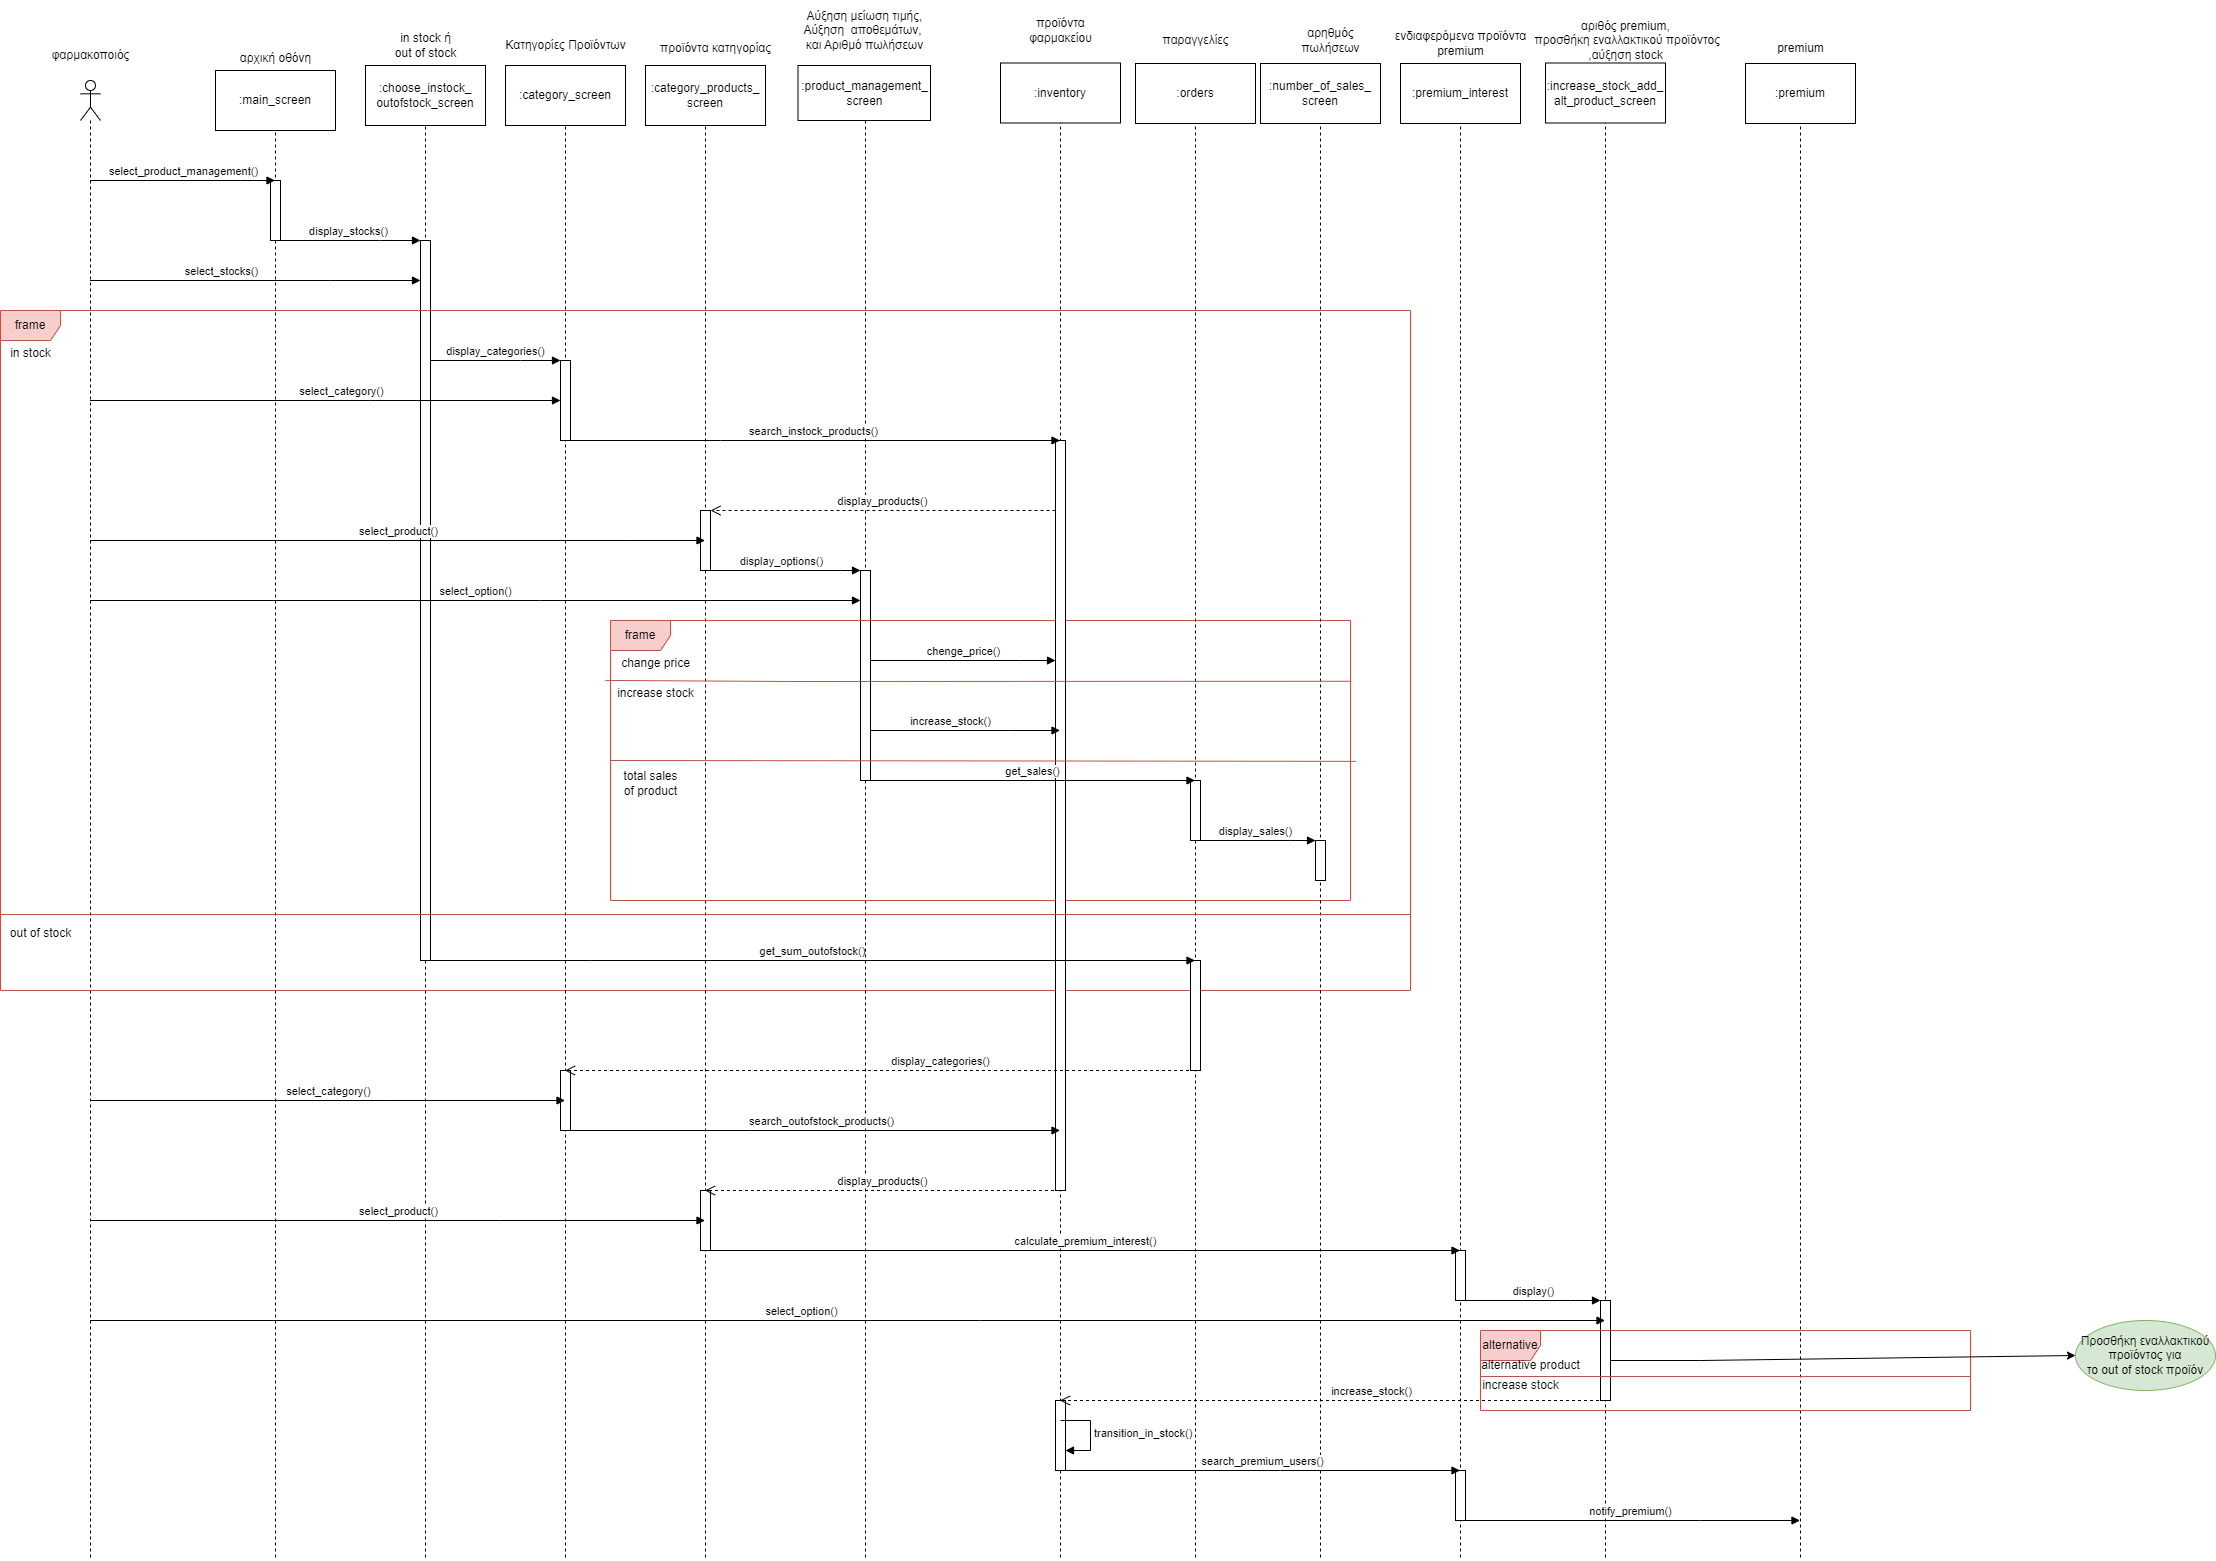 φαρμακοποιός
αρχική οθόνη
in stock ή
out of stock
Κατηγορίες Προϊόντων
προϊόντα κατηγορίας
Αύξηση μείωση τιμής,
Αύξηση αποθεμάτων,
και Αριθμό πωλήσεων
προϊόντα
φαρμακείου
παραγγελίες
αρηθμός
πωλήσεων
ενδιαφερόμενα προϊόντα
premium
αριθός premium,
προσθήκη εναλλακτικού προϊόντος
,αύξηση stock
premium
:main_screen
:choose_instock_
outofstock_screen
:category_screen
:category_products_
screen
:product_management_
screen
:inventory
:orders
:number_of_sales_
screen
:premium_interest
:increase_stock_add_
alt_product_screen
:premium
select_product_management()
display_stocks()
select_stocks()
frame
in stock
display_categories()
select_category()
search_instock_products()
display_products()
select_product()
display_options()
select_option()
frame
change price
chenge_price()
increase stock
increase_stock()
total sales
of product
get_sales()
display_sales()
out of stock
get_sum_outofstock()
display_categories()
select_category()
search_outofstock_products()
display_products()
select_product()
calculate_premium_interest()
display()
select_option()
alternative
alternative product
Προσθήκη εναλλακτικού
προϊόντος για
το out of stock προϊόν
increase stock
increase_stock()
transition_in_stock()
search_premium_users()
notify_premium()